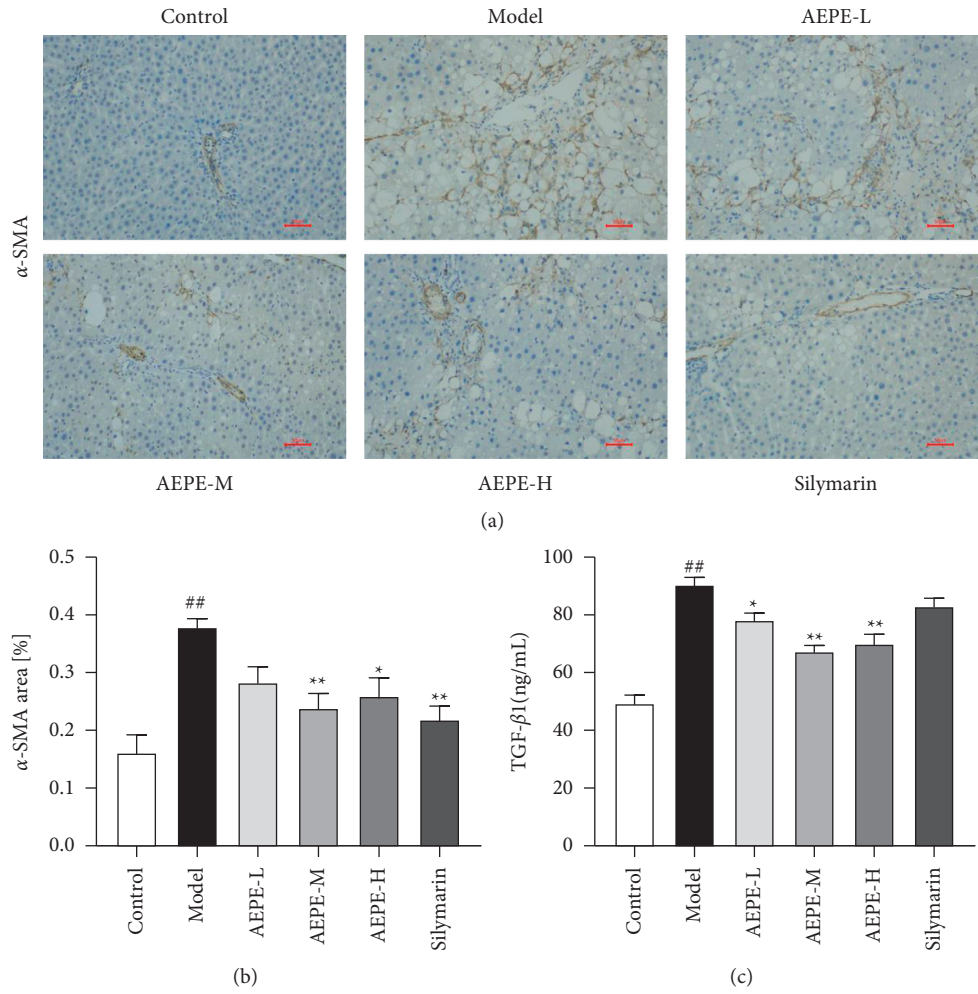 Control Model AEPE-L
α-SMA
AEPE-M AEPE-H Silymarin
(a)
0.5
0.4
0.3
0.2
0.1
0.0
α-SMA area [%]
##
**
*
**
Control
Model
AEPE-L
AEPE-M
AEPE-H
Silymarin
(b)
100
80
60
40
20
0
TGF-β1(ng/mL)
##
*
**
**
Control
Model
AEPE-L
AEPE-M
AEPE-H
Silymarin
(c)